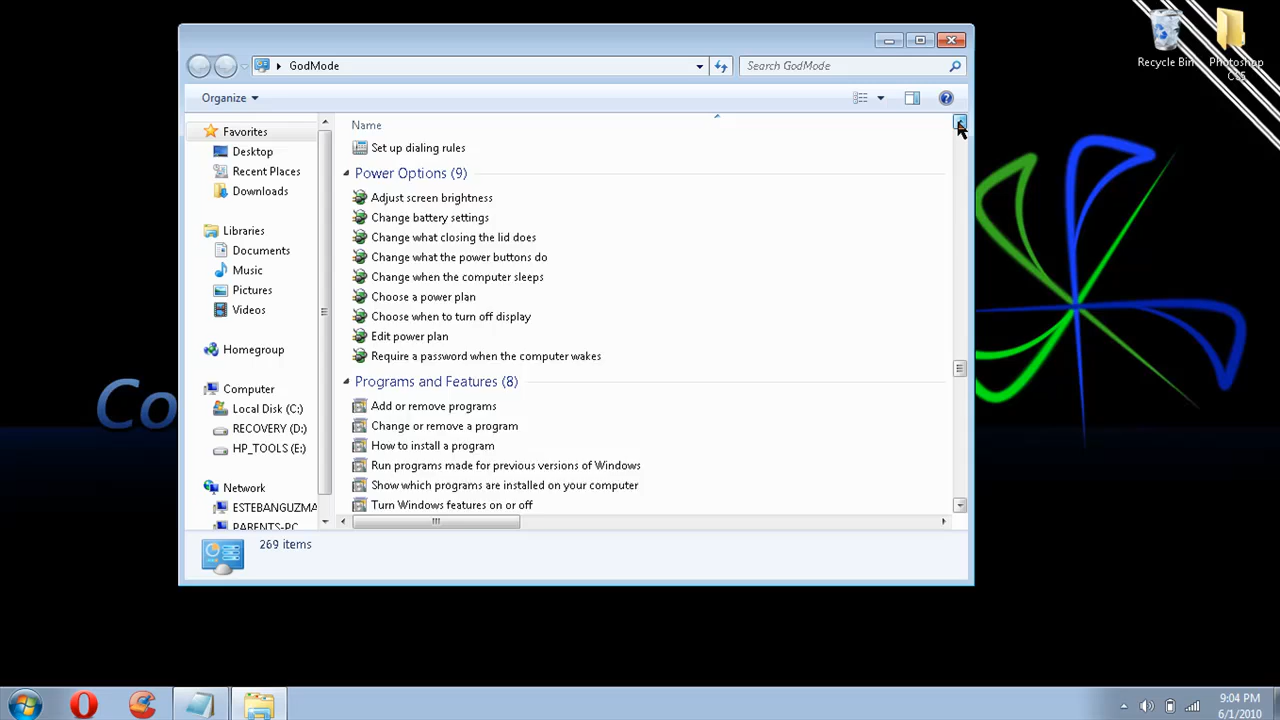 Recycle Bin
Photoshop CS5
GodMode
Search GodMode
Organize
Favorites
Desktop
Recent Places
Downloads
Libraries
Documents
Music
Pictures
Videos
Homegroup
Computer
Local Disk (C:)
RECOVERY (D:)
HP_TOOLS (E:)
Network
ESTEBANGUZMA
PARENTS-PC
Name
Set up dialing rules
Power Options (9)
Adjust screen brightness
Change battery settings
Change what closing the lid does
Change what the power buttons do
Change when the computer sleeps
Choose a power plan
Choose when to turn off display
Edit power plan
Require a password when the computer wakes
Programs and Features (8)
Add or remove programs
Change or remove a program
How to install a program
Run programs made for previous versions of Windows
Show which programs are installed on your computer
Turn Windows features on or off
269 items
Co
9:04 PM
6/1/2010